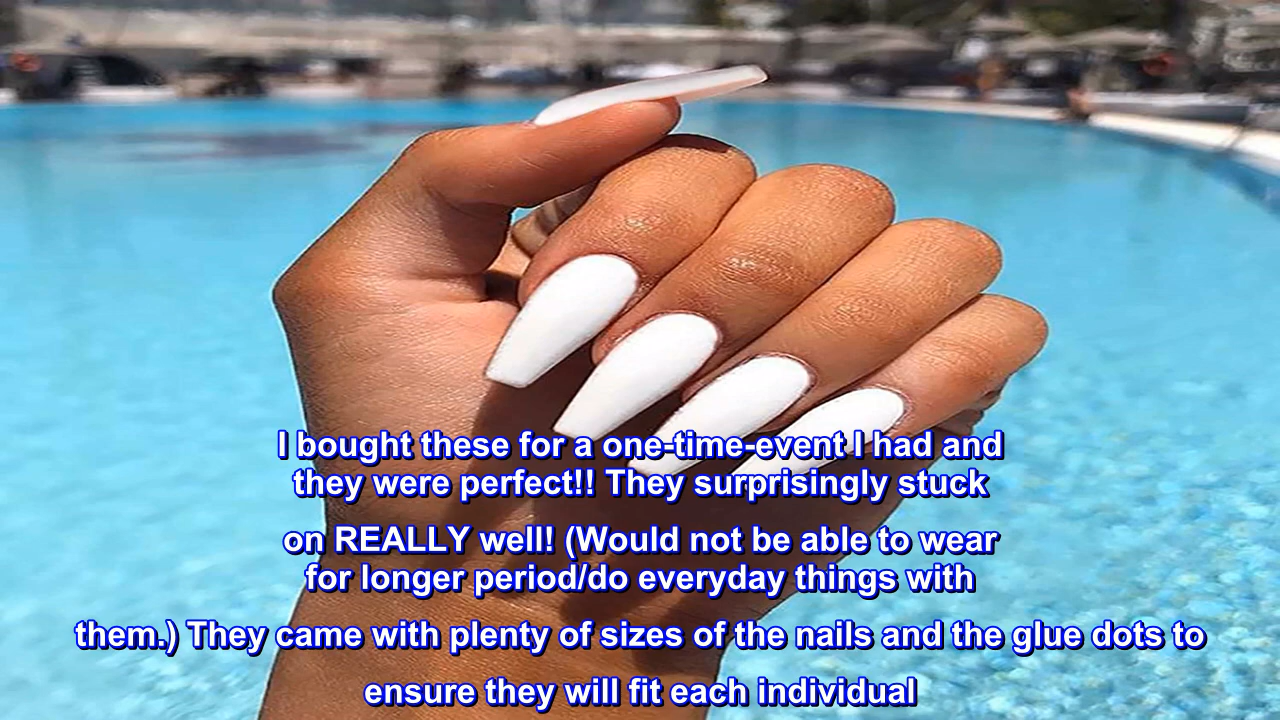 I bought these for a one-time-event I had and
they were perfect!! They surprisingly stuck
on REALLY well! (Would not be able to wear
for longer period/do everyday things with
them.) They came with plenty of sizes of the nails and the glue dots to
ensure they will fit each individual